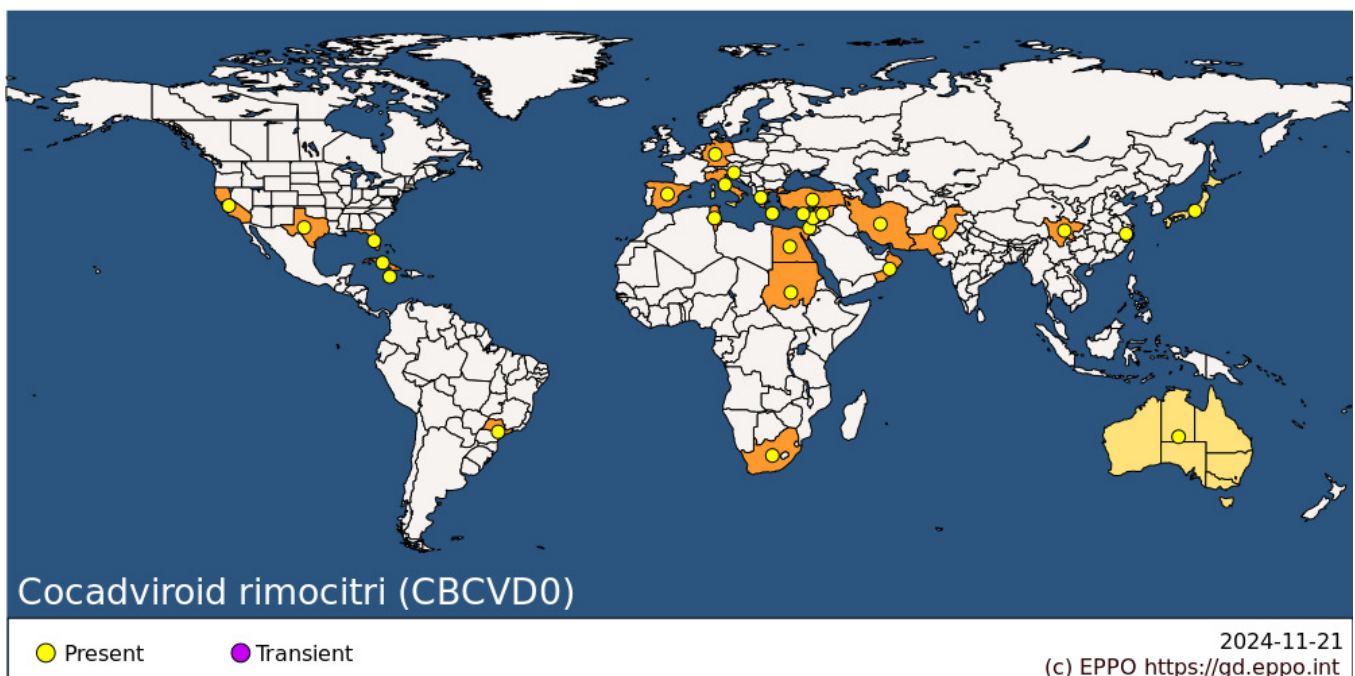 Cocadviroid rimocitri (CBCVD0)
Present
Transient
2024-11-21
(c) EPPO https://gd.eppo.int